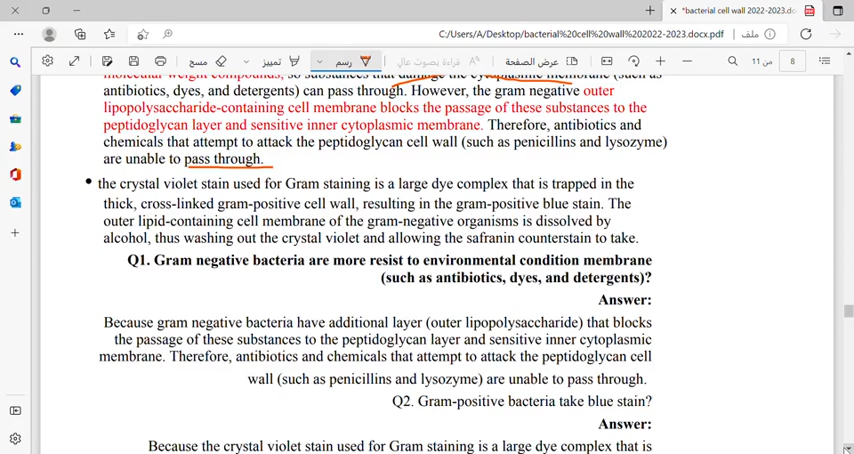 *bacterial cell wall 2022-2023.doc
ملف
C:/Users/A/Desktop/bacterial%20cell%20wall%202022-2023.docx.pdf
مسح
تمييز
رسم
قراءة بصوت عالٍ
عرض الصفحة
من 11
8
molecular weight compounds, so substances that damage the cytoplasmic membrane (such as
antibiotics, dyes, and detergents) can pass through. However, the gram negative outer
lipopolysaccharide-containing cell membrane blocks the passage of these substances to the
peptidoglycan layer and sensitive inner cytoplasmic membrane. Therefore, antibiotics and
chemicals that attempt to attack the peptidoglycan cell wall (such as penicillins and lysozyme)
are unable to pass through.
• the crystal violet stain used for Gram staining is a large dye complex that is trapped in the
thick, cross-linked gram-positive cell wall, resulting in the gram-positive blue stain. The
outer lipid-containing cell membrane of the gram-negative organisms is dissolved by
alcohol, thus washing out the crystal violet and allowing the safranin counterstain to take.
Q1. Gram negative bacteria are more resist to environmental condition membrane
(such as antibiotics, dyes, and detergents)?
Answer:
Because gram negative bacteria have additional layer (outer lipopolysaccharide) that blocks
the passage of these substances to the peptidoglycan layer and sensitive inner cytoplasmic
membrane. Therefore, antibiotics and chemicals that attempt to attack the peptidoglycan cell
wall (such as penicillins and lysozyme) are unable to pass through.
Q2. Gram-positive bacteria take blue stain?
Answer:
Because the crystal violet stain used for Gram staining is a large dye complex that is